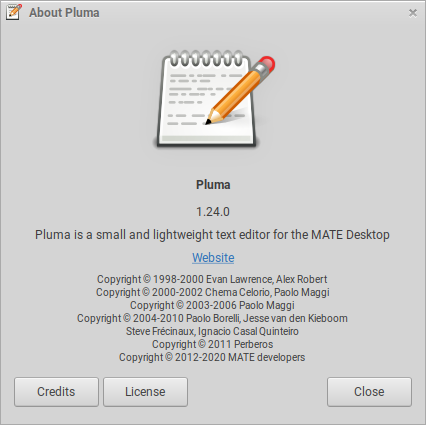 About Pluma
Pluma
1.24.0
Pluma is a small and lightweight text editor for the MATE Desktop
Website
Copyright © 1998-2000 Evan Lawrence, Alex Robert
Copyright © 2000-2002 Chema Celorio, Paolo Maggi
Copyright © 2003-2006 Paolo Maggi
Copyright © 2004-2010 Paolo Borelli, Jesse van den Kieboom
Steve Frécinaux, Ignacio Casal Quinteiro
Copyright © 2011 Perberos
Copyright © 2012-2020 MATE developers
Credits
License
Close